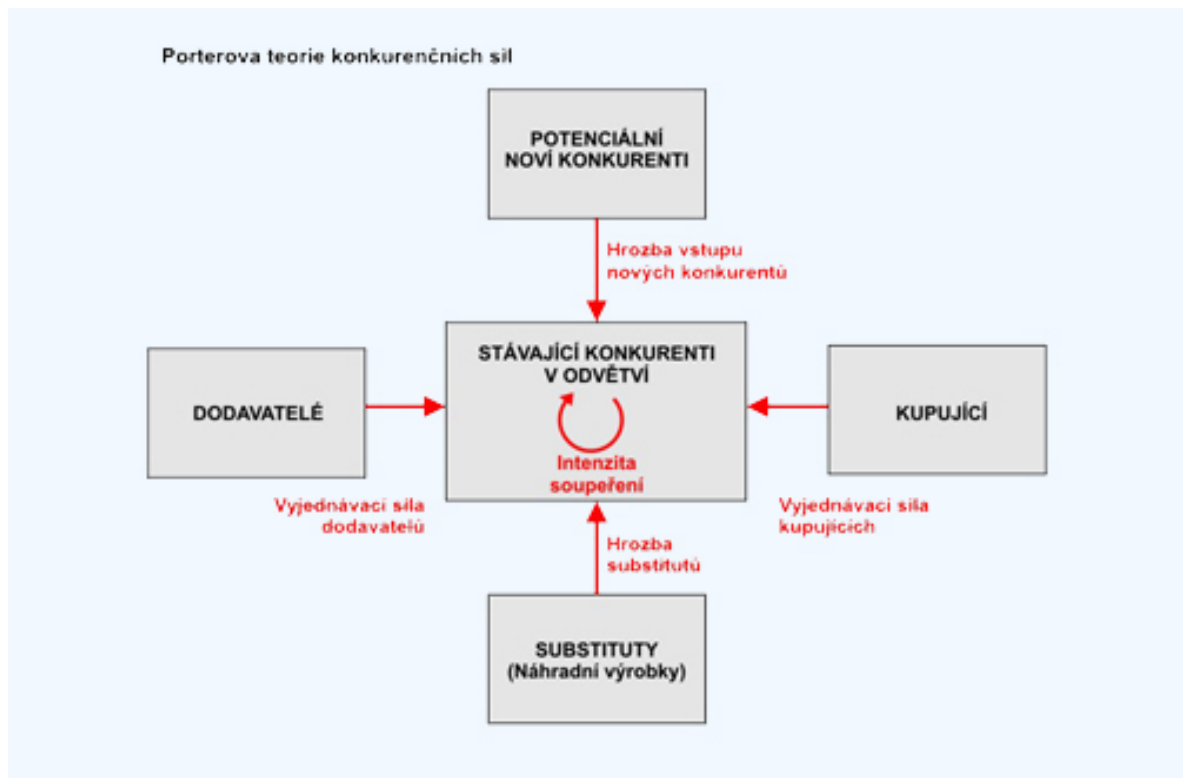 Porterova teorie konkurenčních sil
POTENCIÁLNÍ
NOVÍ KONKURENTI
Hrozba vstupu
nových konkurentů
STÁVAJÍCÍ KONKURENTI
V ODVĚTVÍ
Intenzita
soupeření
DODAVATELÉ
KUPUJÍCÍ
Vyjednávací síla
dodavatelů
Vyjednávací síla
kupujících
Hrozba
substitutů
SUBSTITUTY
(Náhradní výrobky)